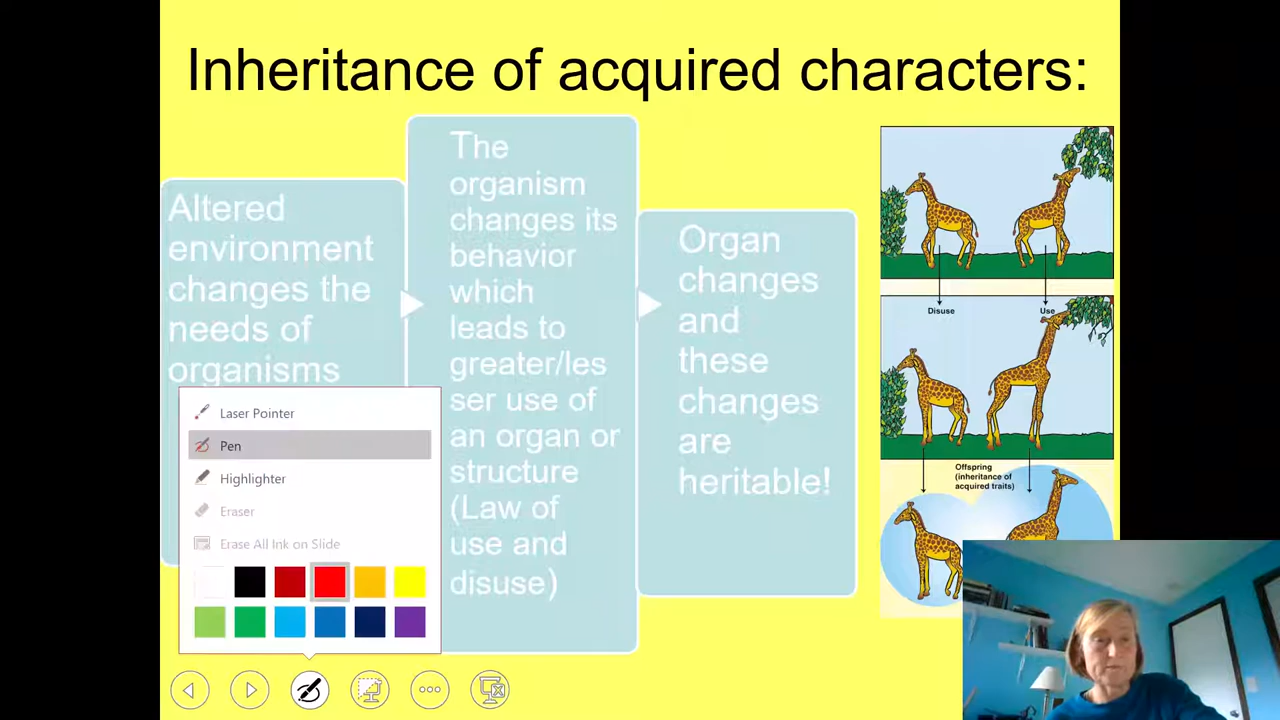 Inheritance of acquired characters:
Altered
environment
changes the
needs of
organisms
The
organism
changes its
behavior
which
leads to
greater/les
ser use of
an organ or
structure
(Law of
use and
disuse)
Organ
changes
and
these
changes
are
heritable!
Disuse
Use
Offspring
(inheritance of
acquired traits)
Laser Pointer
Pen
Highlighter
Eraser
Erase All Ink on Slide